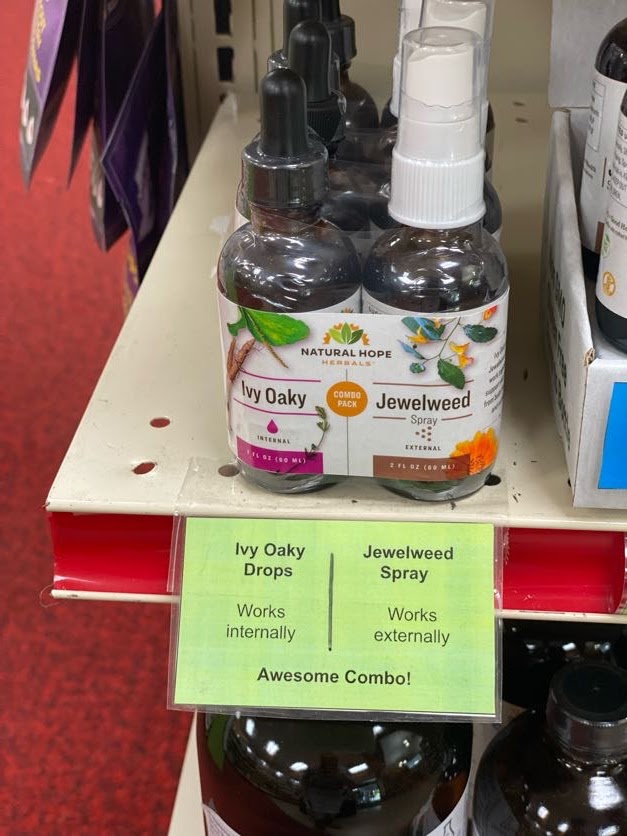 NATURAL HOPE
HERBALS
Ivy Oaky
COMBO
PACK
Jewelweed
Spray
INTERNAL
EXTERNAL
2 FL OZ (60 ML)
2 FL OZ (60 ML)
Ivy Oaky
Drops
Works
internally
Jewelweed
Spray
Works
externally
Awesome Combo!